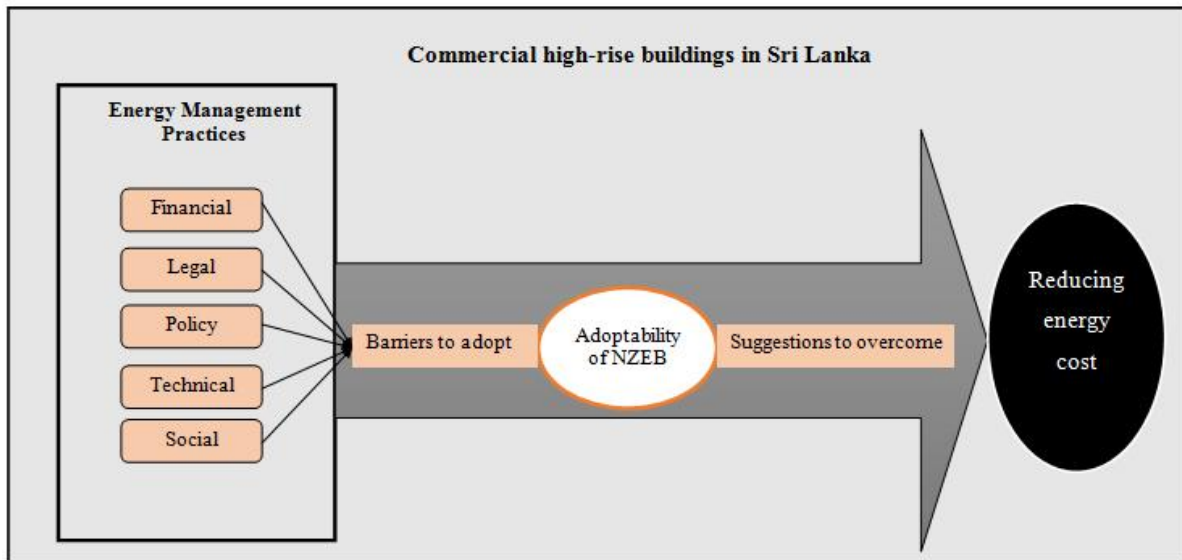 Commercial high-rise buildings in Sri Lanka
Energy Management
Practices
Financial
Legal
Policy
Technical
Social
Barriers to adopt
Adoptability
of NZEB
Suggestions to overcome
Reducing
energy
cost